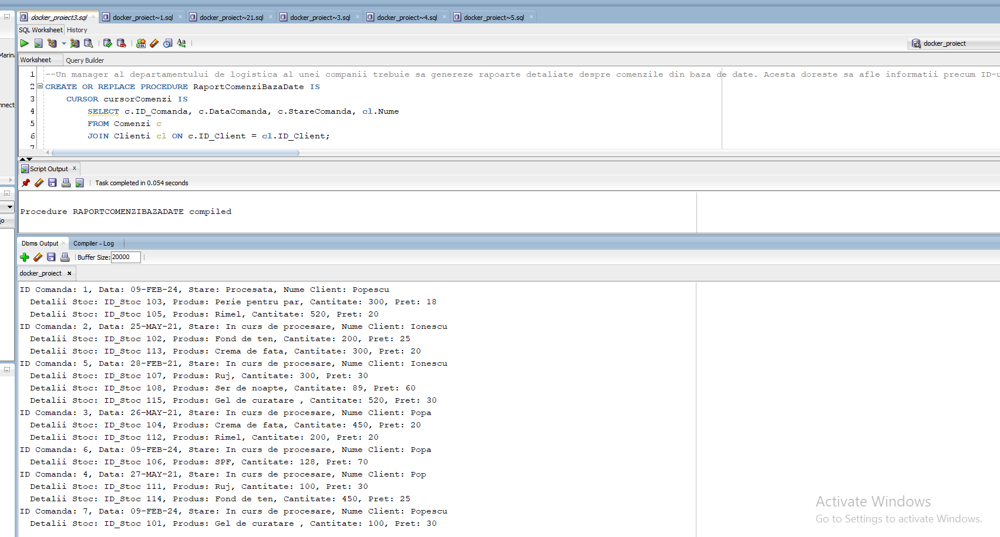 docker_proiect3.sql docker_proiect~1.sql docker_proiect~21.sql docker_proiect~3.sql docker_proiect~4.sql docker_proiect~5.sql
SQL Worksheet History
docker_proiect
Worksheet Query Builder
1 --Un manager al departamentului de logistica al unei companii trebuie sa genereze rapoarte detaliate despre comenzile din baza de date. Acesta doreste sa afle informatii precum ID-u
2 CREATE OR REPLACE PROCEDURE RaportComenziBazaDate IS
3 CURSOR cursorComenzi IS
4 SELECT c.ID_Comanda, c.DataComanda, c.StareComanda, cl.Nume
5 FROM Comenzi c
6 JOIN Clienti cl ON c.ID_Client = cl.ID_Client;
7
Script Output
Task completed in 0.054 seconds
Procedure RAPORTCOMENZIBAZADATE compiled
Dbms Output Compiler - Log
Buffer Size: 20000
docker_proiect
ID Comanda: 1, Data: 09-FEB-24, Stare: Procesata, Nume Client: Popescu
Detalii Stoc: ID_Stoc 103, Produs: Perie pentru par, Cantitate: 300, Pret: 18
Detalii Stoc: ID_Stoc 105, Produs: Rimel, Cantitate: 520, Pret: 20
ID Comanda: 2, Data: 25-MAY-21, Stare: In curs de procesare, Nume Client: Ionescu
Detalii Stoc: ID_Stoc 102, Produs: Fond de ten, Cantitate: 200, Pret: 25
Detalii Stoc: ID_Stoc 113, Produs: Crema de fata, Cantitate: 300, Pret: 20
ID Comanda: 5, Data: 28-FEB-21, Stare: In curs de procesare, Nume Client: Ionescu
Detalii Stoc: ID_Stoc 107, Produs: Ruj, Cantitate: 300, Pret: 30
Detalii Stoc: ID_Stoc 108, Produs: Ser de noapte, Cantitate: 89, Pret: 60
Detalii Stoc: ID_Stoc 115, Produs: Gel de curatare , Cantitate: 520, Pret: 30
ID Comanda: 3, Data: 26-MAY-21, Stare: In curs de procesare, Nume Client: Popa
Detalii Stoc: ID_Stoc 104, Produs: Crema de fata, Cantitate: 450, Pret: 20
Detalii Stoc: ID_Stoc 112, Produs: Rimel, Cantitate: 200, Pret: 20
ID Comanda: 6, Data: 09-FEB-24, Stare: In curs de procesare, Nume Client: Popa
Detalii Stoc: ID_Stoc 106, Produs: SPF, Cantitate: 128, Pret: 70
ID Comanda: 4, Data: 27-MAY-21, Stare: In curs de procesare, Nume Client: Pop
Detalii Stoc: ID_Stoc 111, Produs: Ruj, Cantitate: 100, Pret: 30
Detalii Stoc: ID_Stoc 114, Produs: Fond de ten, Cantitate: 450, Pret: 25
ID Comanda: 7, Data: 09-FEB-24, Stare: In curs de procesare, Nume Client: Popescu
Detalii Stoc: ID_Stoc 101, Produs: Gel de curatare , Cantitate: 100, Pret: 30
Activate Windows
Go to Settings to activate Windows.